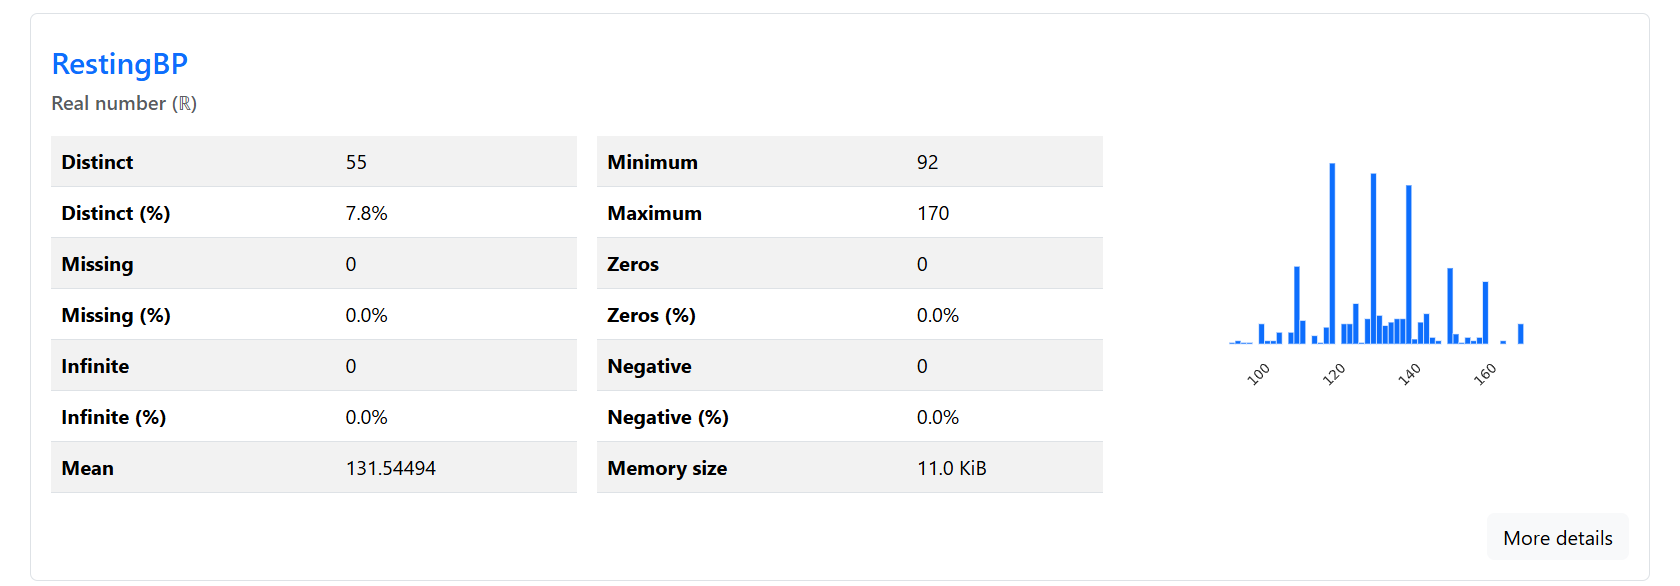 RestingBP
Real number (ℝ)
Distinct 55
Distinct (%) 7.8%
Missing 0
Missing (%) 0.0%
Infinite 0
Infinite (%) 0.0%
Mean 131.54494
Minimum 92
Maximum 170
Zeros 0
Zeros (%) 0.0%
Negative 0
Negative (%) 0.0%
Memory size 11.0 KiB
100 120 140 160
More details